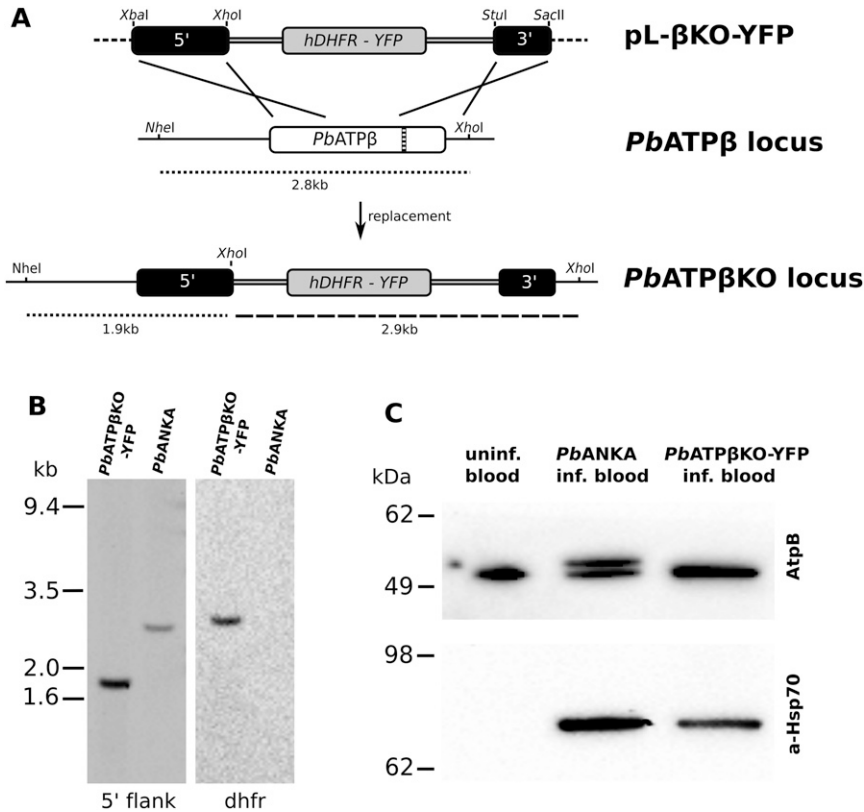 A
XbaI XhoI StuI SacII
5' hDHFR - YFP 3' pL-βKO-YFP
NheI PbATPβ XhoI PbATPβ locus
2.8kb
replacement
NheI XhoI XhoI
5' hDHFR - YFP 3' PbATPβKO locus
1.9kb 2.9kb
B
PbATPβKO
-YFP
PbANKA
PbATPβKO
-YFP
PbANKA
kb
9.4
3.5
2.0
1.6
5' flank dhfr
C
uninf.
blood
PbANKA
inf. blood
PbATPβKO-YFP
inf. blood
kDa
62
49
AtpB
98
62
a-Hsp70